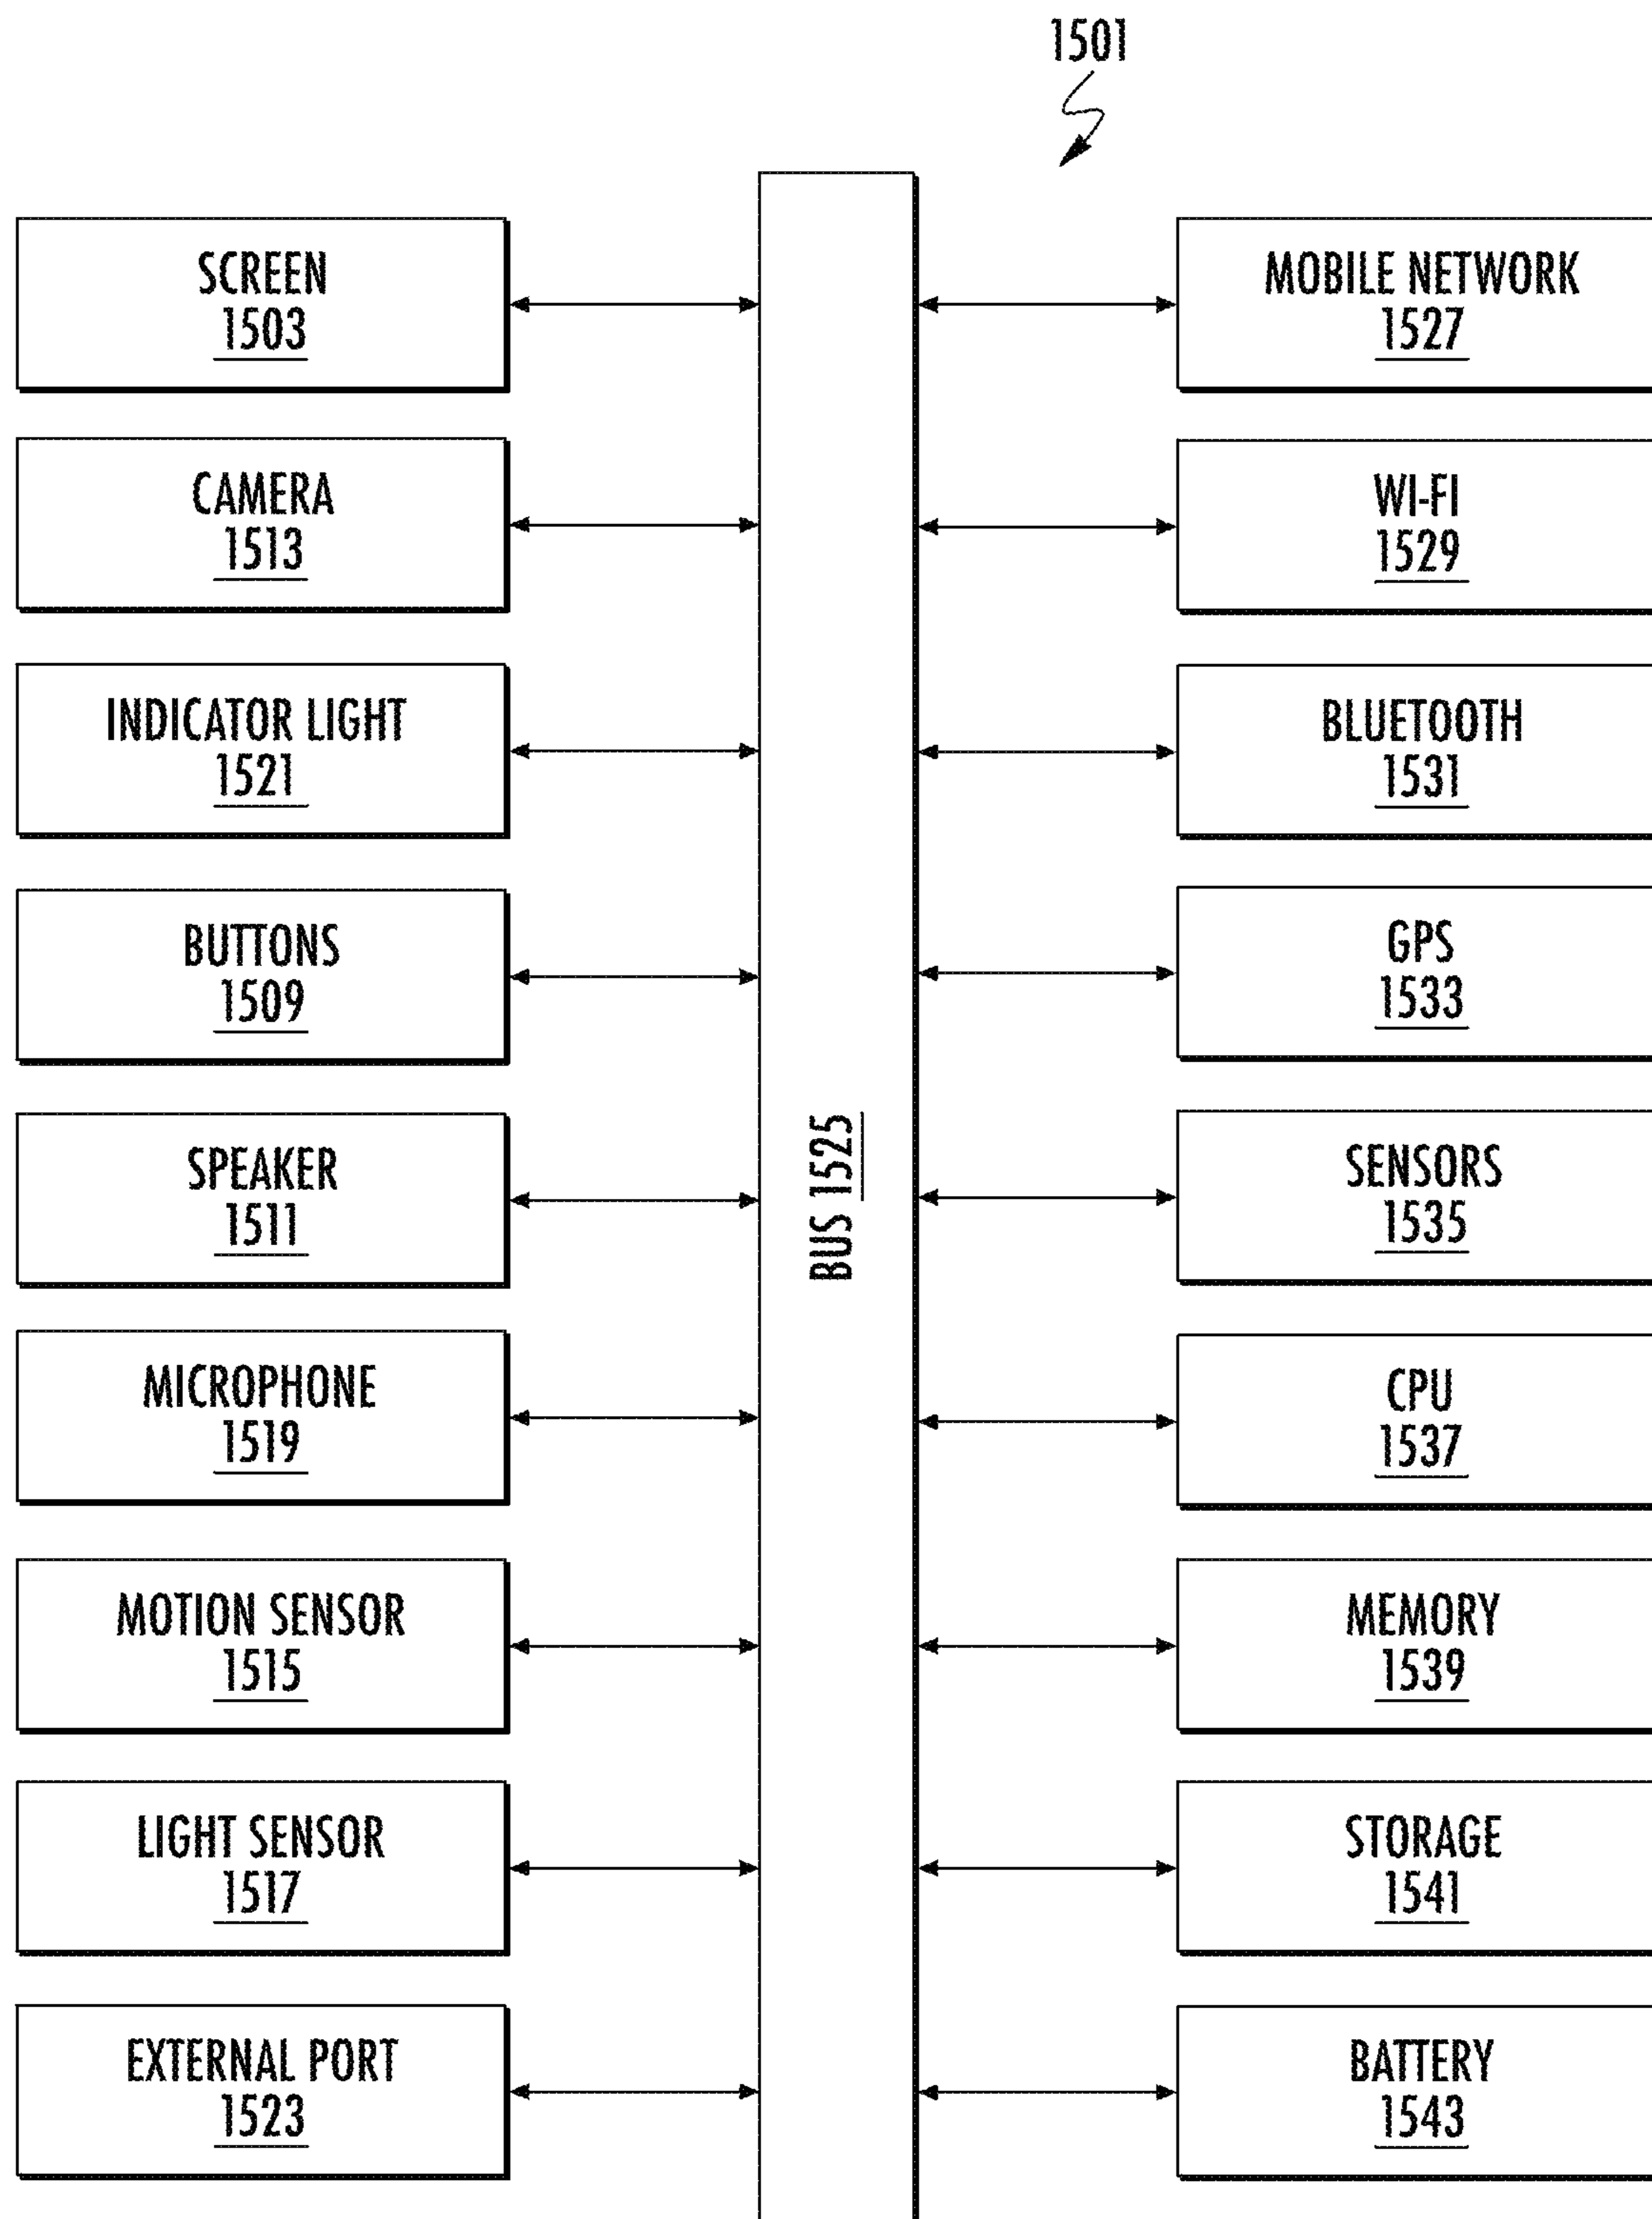 1501
SCREEN
1503
CAMERA
1513
INDICATOR LIGHT
1521
BUTTONS
1509
SPEAKER
1511
MICROPHONE
1519
MOTION SENSOR
1515
LIGHT SENSOR
1517
EXTERNAL PORT
1523
BUS 1525
MOBILE NETWORK
1527
WI-FI
1529
BLUETOOTH
1531
GPS
1533
SENSORS
1535
CPU
1537
MEMORY
1539
STORAGE
1541
BATTERY
1543